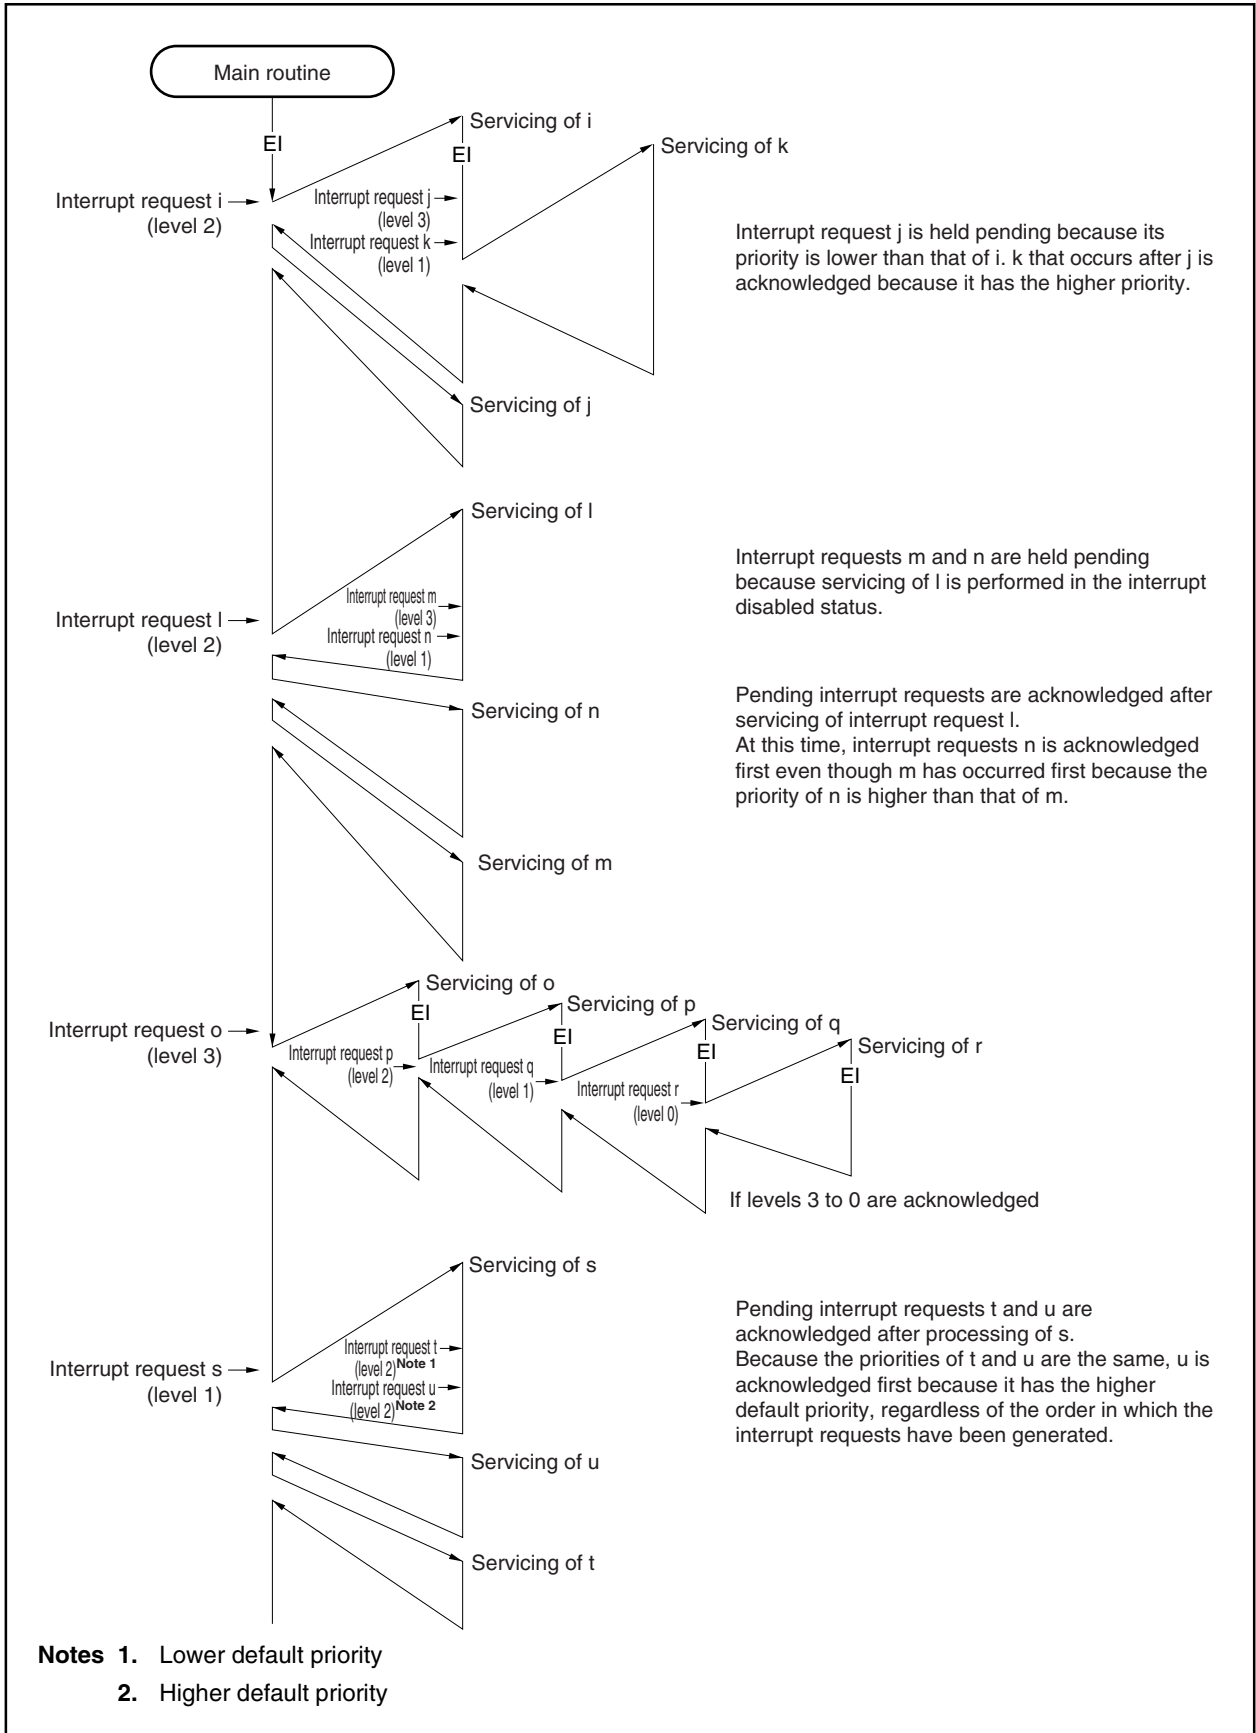 Main routine
EI
Servicing of i
EI
Servicing of k
Interrupt request i
(level 2)
Interrupt request j
(level 3)
Interrupt request k
(level 1)
Interrupt request j is held pending because its
priority is lower than that of i. k that occurs after j is
acknowledged because it has the higher priority.
Servicing of j
Servicing of l
Interrupt request l
(level 2)
Interrupt request m
(level 3)
Interrupt request n
(level 1)
Interrupt requests m and n are held pending
because servicing of l is performed in the interrupt
disabled status.
Servicing of n
Pending interrupt requests are acknowledged after
servicing of interrupt request l.
At this time, interrupt requests n is acknowledged
first even though m has occurred first because the
priority of n is higher than that of m.
Servicing of m
Interrupt request o
(level 3)
Servicing of o
EI
Interrupt request p
(level 2)
Servicing of p
EI
Interrupt request q
(level 1)
Servicing of q
EI
Interrupt request r
(level 0)
Servicing of r
EI
If levels 3 to 0 are acknowledged
Servicing of s
Interrupt request s
(level 1)
Interrupt request t
(level 2)Note 1
Interrupt request u
(level 2)Note 2
Pending interrupt requests t and u are
acknowledged after processing of s.
Because the priorities of t and u are the same, u is
acknowledged first because it has the higher
default priority, regardless of the order in which the
interrupt requests have been generated.
Servicing of u
Servicing of t
Notes 1. Lower default priority
2. Higher default priority